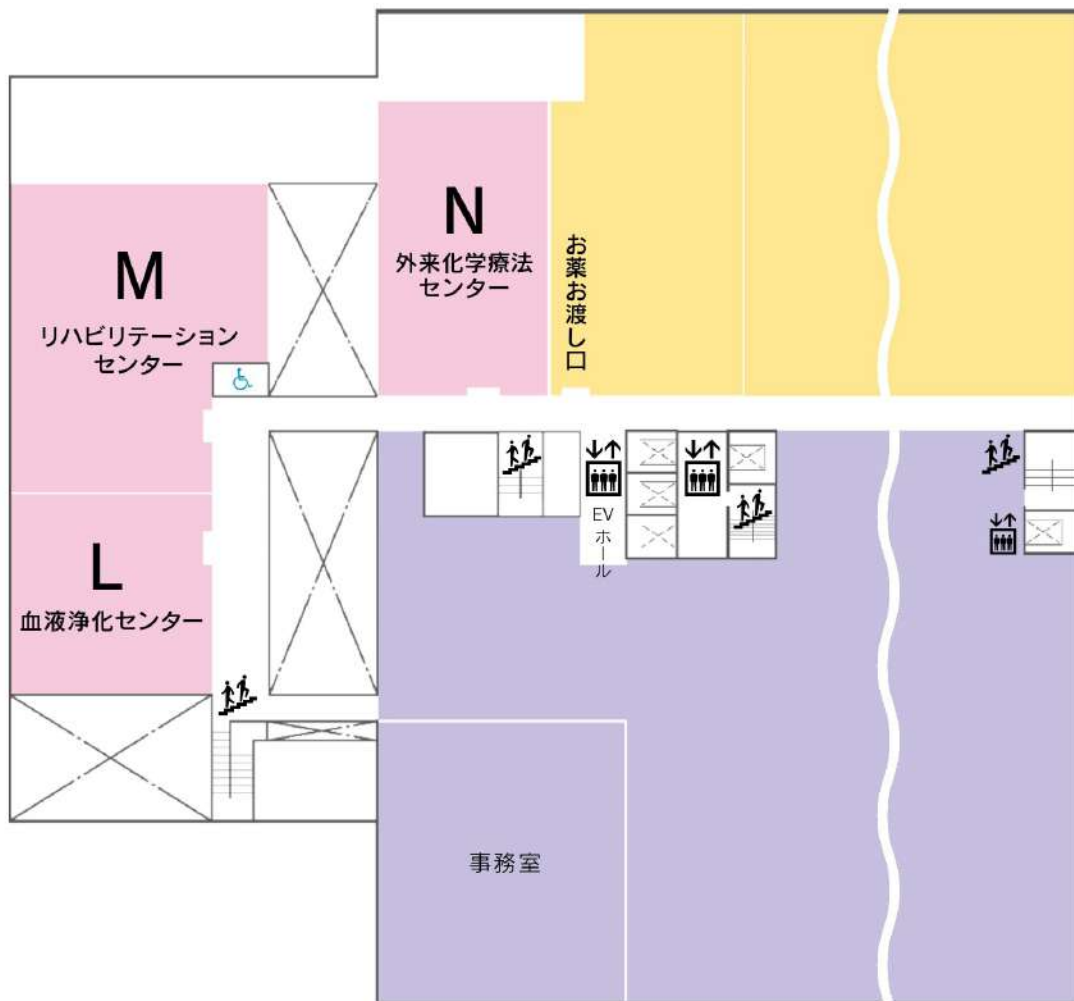 N
外来化学療法
センター
お薬お渡し口
M
リハビリテーション
センター
EV
ホール
L
血液浄化センター
事務室